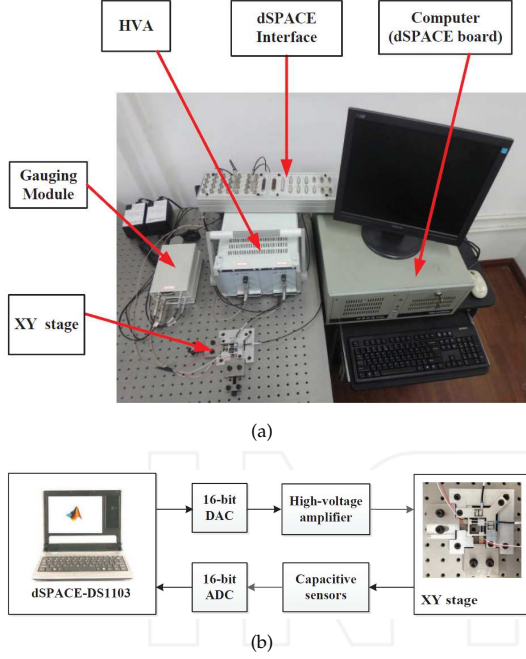 HVA
dSPACE
Interface
Computer
(dSPACE board)
Gauging
Module
XY stage
(a)
16-bit
DAC
High-voltage
amplifier
dSPACE-DS1103
16-bit
ADC
Capacitive
sensors
XY stage
(b)